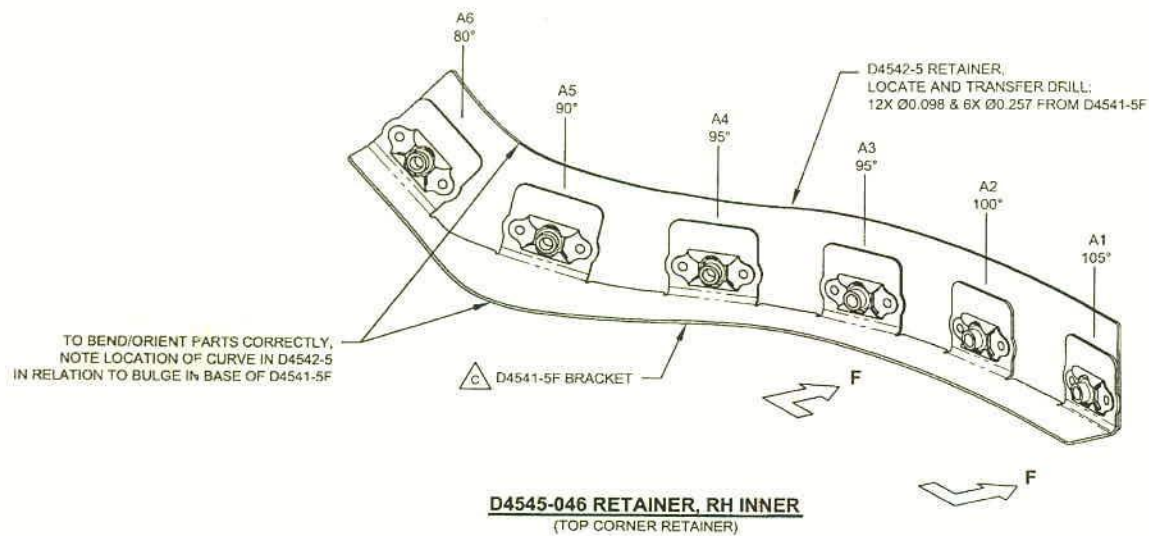 A6
80°
A5
90°
A4
95°
A3
95°
A2
100°
A1
105°
D4542-5 RETAINER,
LOCATE AND TRANSFER DRILL:
12X Ø0.098 & 6X Ø0.257 FROM D4541-5F
TO BEND/ORIENT PARTS CORRECTLY,
NOTE LOCATION OF CURVE IN D4542-5
IN RELATION TO BULGE IN BASE OF D4541-5F
C D4541-5F BRACKET
F
F
D4545-046 RETAINER, RH INNER
(TOP CORNER RETAINER)